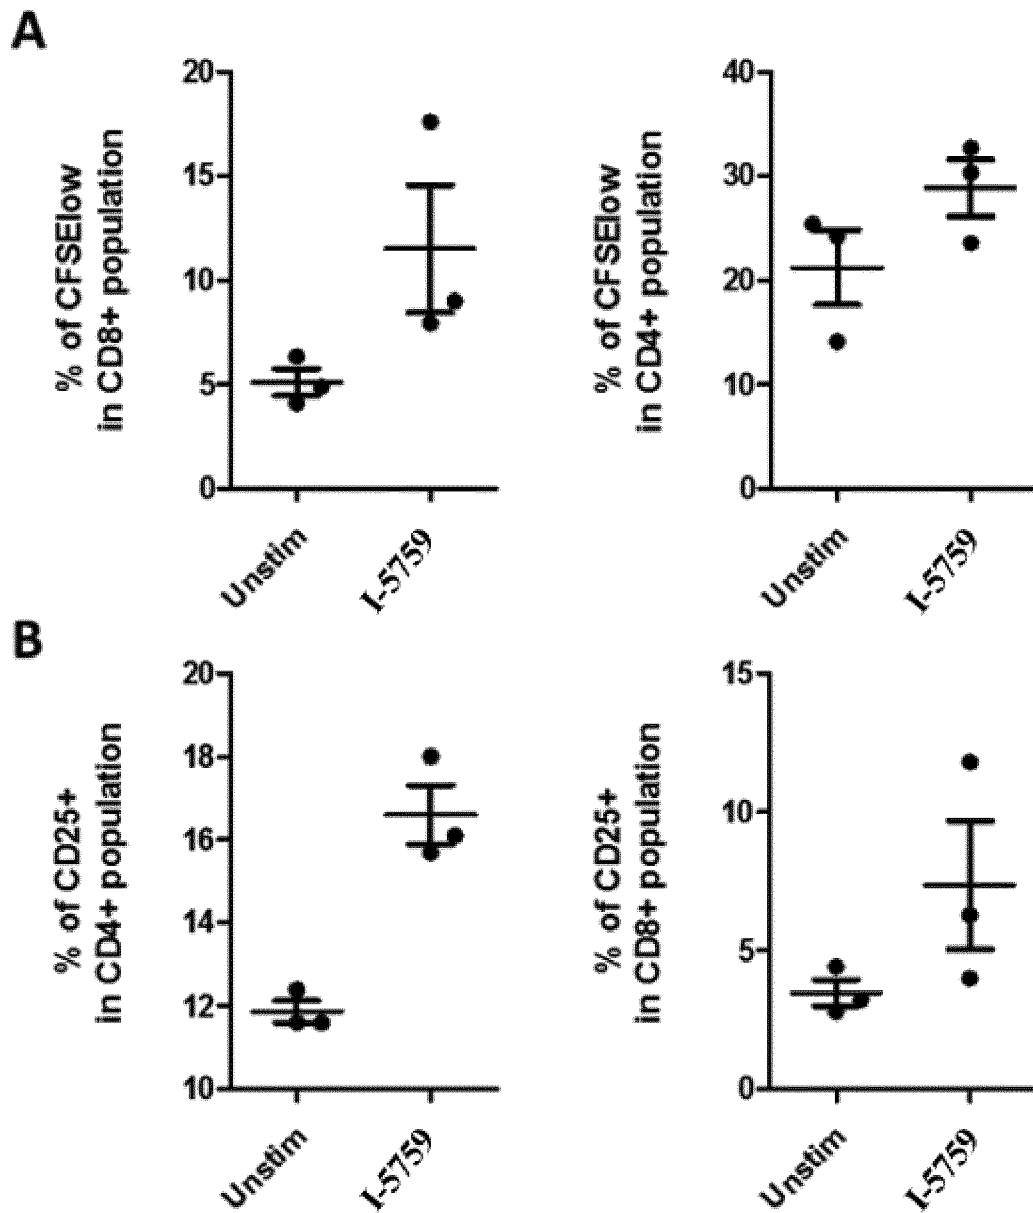 A
% of CFSElow
in CD8+ population
20
15
10
5
0
Unstim
I-5759
% of CFSElow
in CD4+ population
40
30
20
10
0
Unstim
I-5759
B
% of CD25+
in CD4+ population
20
18
16
14
12
10
Unstim
I-5759
% of CD25+
in CD8+ population
15
10
5
0
Unstim
I-5759